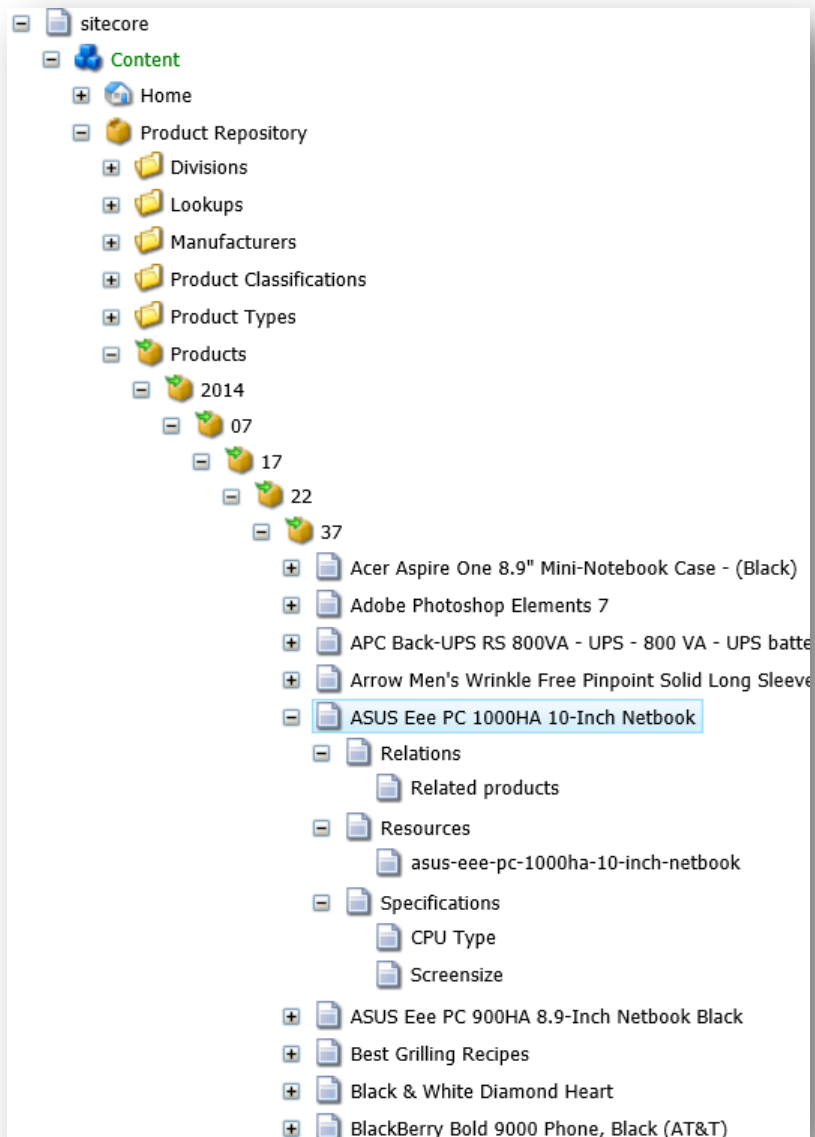 sitecore
Content
Home
Product Repository
Divisions
Lookups
Manufacturers
Product Classifications
Product Types
Products
2014
07
17
22
37
Acer Aspire One 8.9" Mini-Notebook Case - (Black)
Adobe Photoshop Elements 7
APC Back-UPS RS 800VA - UPS - 800 VA - UPS batte
Arrow Men's Wrinkle Free Pinpoint Solid Long Sleeve
ASUS Eee PC 1000HA 10-Inch Netbook
Relations
Related products
Resources
asus-eee-pc-1000ha-10-inch-netbook
Specifications
CPU Type
Screensize
ASUS Eee PC 900HA 8.9-Inch Netbook Black
Best Grilling Recipes
Black & White Diamond Heart
BlackBerry Bold 9000 Phone, Black (AT&T)